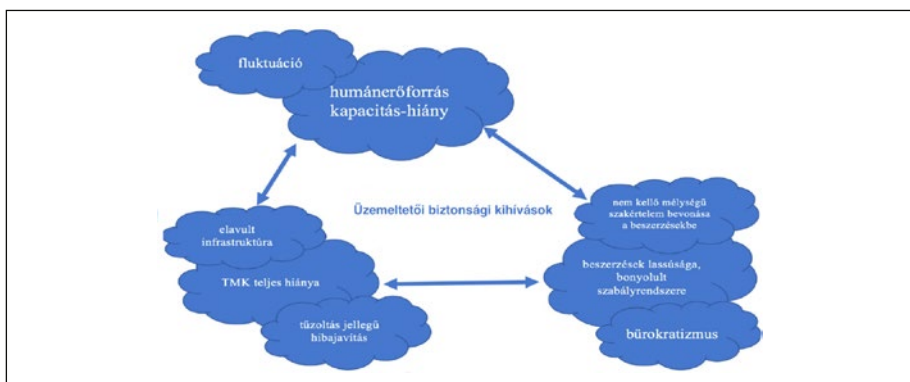 fluktuáció
humánerőforrás
kapacitás-hiány
Üzemeltetői biztonsági kihívások
elavult
infrastruktúra
TMK teljes hiánya
tűzoltás jellegű
hibajavítás
nem kellő mélységű
szakértelem bevonása
a beszerzésekbe
beszerzések lassúsága,
bonyolult
szabályrendszere
bürokratizmus